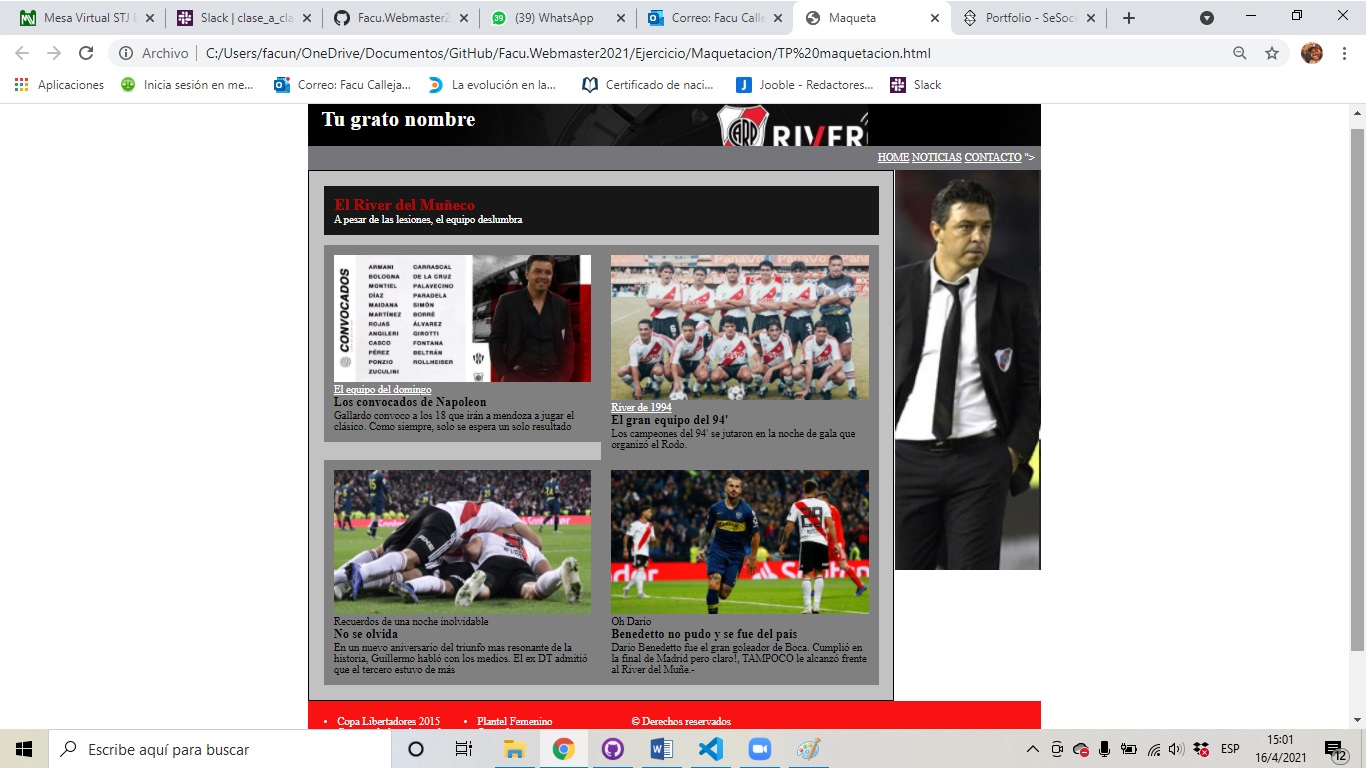 Mesa Virtual STJ E
Slack | clase_a_cla
Facu.Webmaster2
(39) WhatsApp
Correo: Facu Calle
Maqueta
Portfolio - SeSoci
Archivo
C:/Users/facun/OneDrive/Documentos/GitHub/Facu.Webmaster2021/Ejercicio/Maquetacion/TP%20maquetacion.html
Aplicaciones
Inicia sesión en me...
Correo: Facu Calleja...
La evolución en la...
Certificado de naci...
Jooble - Redactores...
Slack
Tu grato nombre
CARP
RIVER
HOME NOTICIAS CONTACTO ">
El River del Muñeco
A pesar de las lesiones, el equipo deslumbra
CONVOCADOS
ARMANI CARRASCAL
BOLOGNA DE LA CRUZ
MONTIEL PALAVECINO
DÍAZ PARADELA
MAIDANA SIMÓN
MARTÍNEZ BORRÉ
ROJAS ÁLVAREZ
ANGILERI GIROTTI
CASCO FONTANA
PÉREZ BELTRÁN
PONZIO ROLLHEISER
ZUCULINI
El equipo del domingo
Los convocados de Napoleon
Gallardo convoco a los 18 que irán a mendoza a jugar el
clásico. Como siempre, solo se espera un solo resultado
River de 1994
El gran equipo del 94'
Los campeones del 94' se jutaron en la noche de gala que
organizó el Rodo.
Recuerdos de una noche inolvidable
No se olvida
En un nuevo aniversario del triunfo mas resonante de la
historia, Guillermo habló con los medios. El ex DT admitió
que el tercero estuvo de más
Santand
29
Oh Dario
Benedetto no pudo y se fue del pais
Dario Benedetto fue el gran goleador de Boca. Cumplió en
la final de Madrid pero claro!, TAMPOCO le alcanzó frente
al River del Muñe.-
• Copa Libertadores 2015
• Plantel Femenino
© Derechos reservados
Escribe aquí para buscar
ESP
15:01
16/4/2021
12